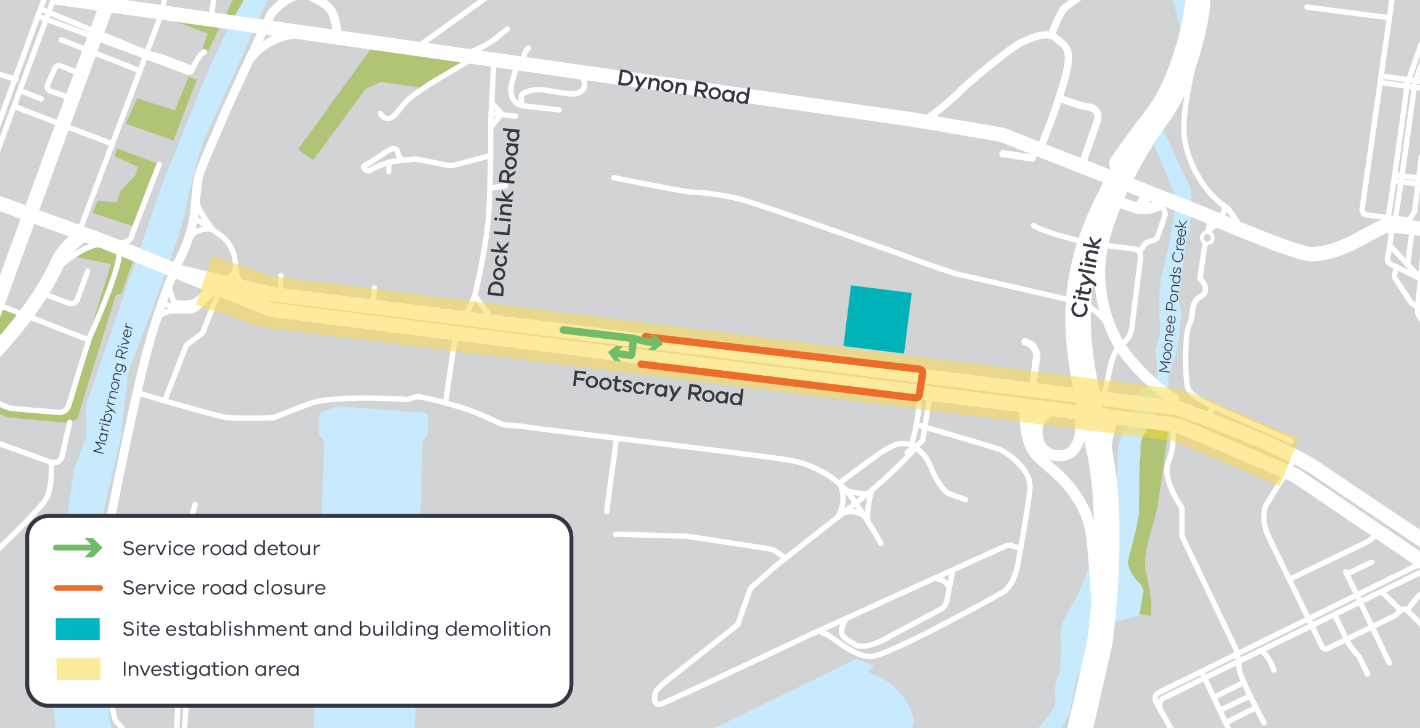 Dynon Road
Dock Link Road
Citylink
Moonee Ponds Creek
Maribyrnong River
Footscray Road
Service road detour
Service road closure
Site establishment and building demolition
Investigation area